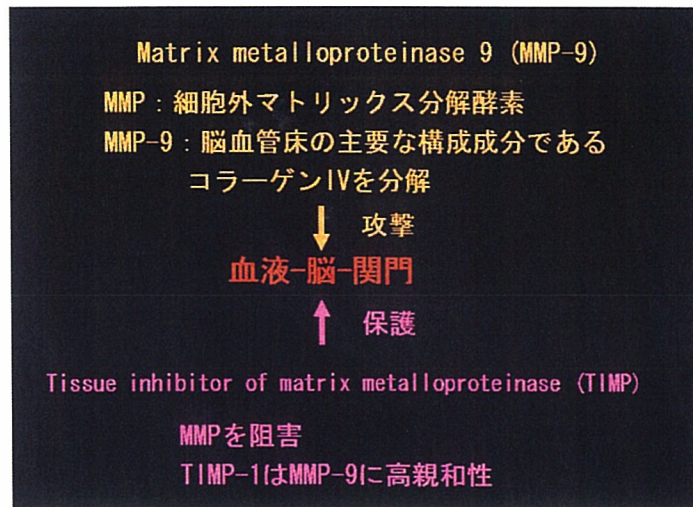 Matrix metalloproteinase 9 (MMP-9)
MMP：細胞外マトリックス分解酵素
MMP-9：脳血管床の主要な構成成分である
コラーゲンIVを分解
攻撃
血液-脳-関門
保護
Tissue inhibitor of matrix metalloproteinase (TIMP)
MMPを阻害
TIMP-1はMMP-9に高親和性